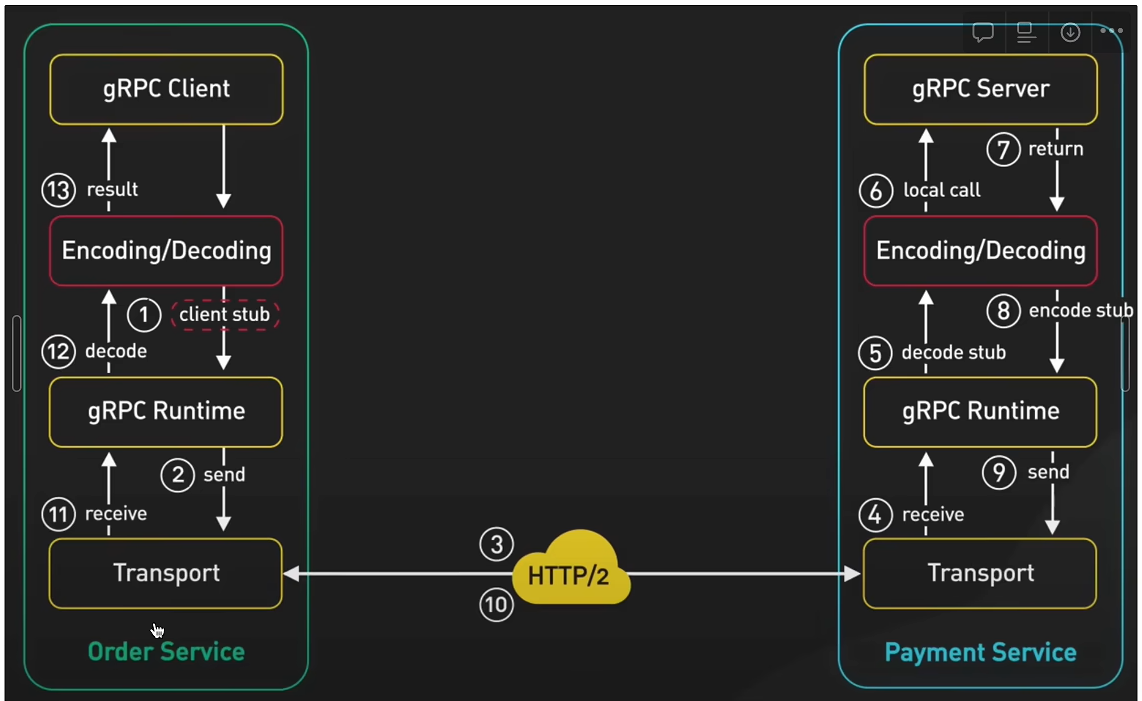 gRPC Client
13 result
Encoding/Decoding
1 client stub
12 decode
gRPC Runtime
2 send
11 receive
Transport
Order Service
3
HTTP/2
10
gRPC Server
7 return
6 local call
Encoding/Decoding
8 encode stub
5 decode stub
gRPC Runtime
9 send
4 receive
Transport
Payment Service